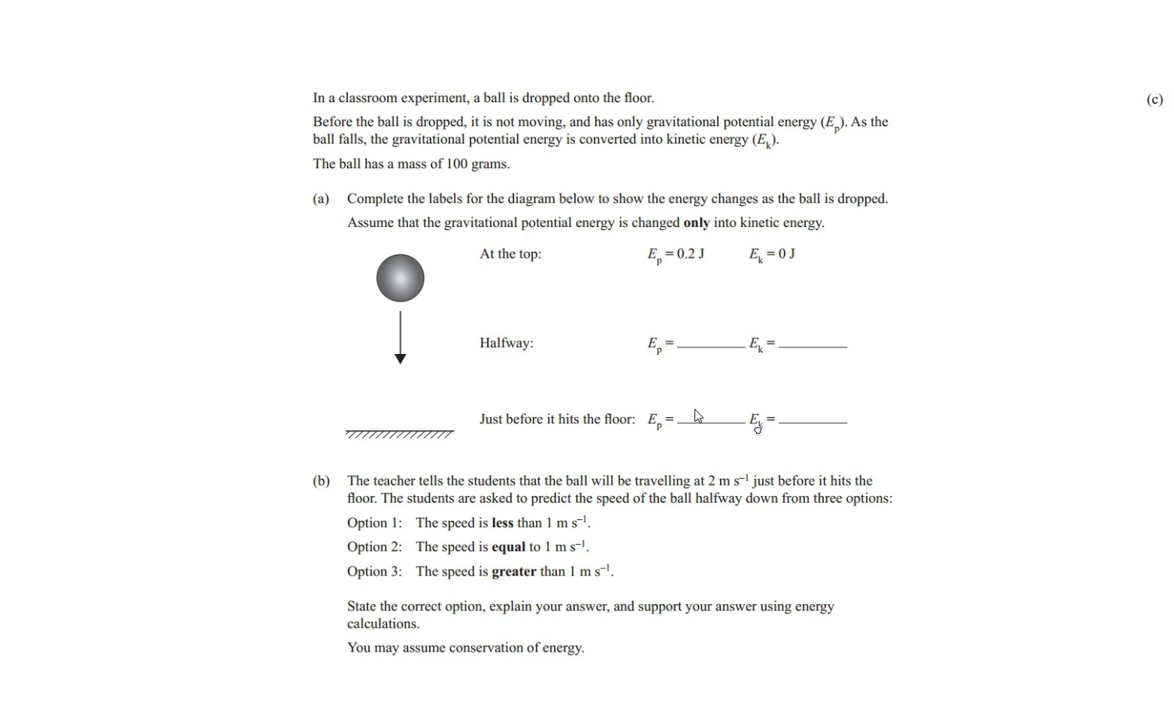 In a classroom experiment, a ball is dropped onto the floor.
(c)
Before the ball is dropped, it is not moving, and has only gravitational potential energy (Eₚ). As the
ball falls, the gravitational potential energy is converted into kinetic energy (Eₖ).
The ball has a mass of 100 grams.
(a) Complete the labels for the diagram below to show the energy changes as the ball is dropped.
Assume that the gravitational potential energy is changed only into kinetic energy.
At the top: Eₚ = 0.2 J Eₖ = 0 J
Halfway: Eₚ = ________ Eₖ = ________
Just before it hits the floor: Eₚ = ________ Eₖ = ________
(b) The teacher tells the students that the ball will be travelling at 2 m s⁻¹ just before it hits the
floor. The students are asked to predict the speed of the ball halfway down from three options:
Option 1: The speed is less than 1 m s⁻¹.
Option 2: The speed is equal to 1 m s⁻¹.
Option 3: The speed is greater than 1 m s⁻¹.
State the correct option, explain your answer, and support your answer using energy
calculations.
You may assume conservation of energy.